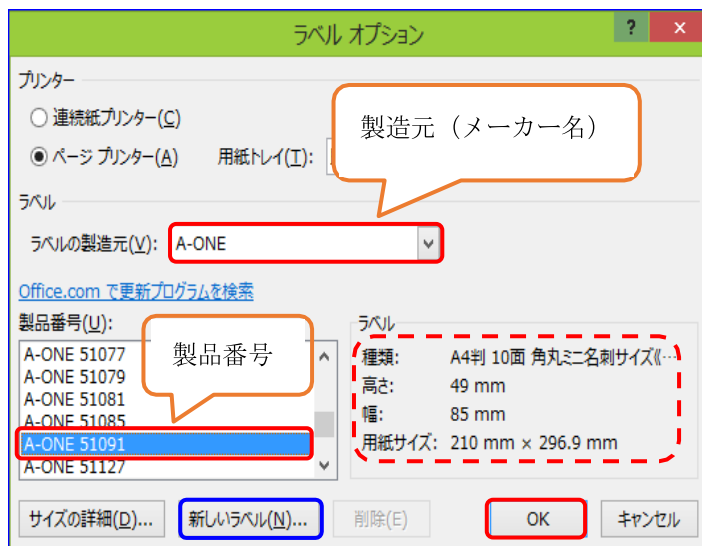 ラベル オプション
?
×
プリンター
連続紙プリンター(C)
ページ プリンター(A) 用紙トレイ(T):
製造元（メーカー名）
ラベル
ラベルの製造元(V): A-ONE
Office.com で更新プログラムを検索
製品番号(U):
製品番号
A-ONE 51077
A-ONE 51079
A-ONE 51081
A-ONE 51085
A-ONE 51091
A-ONE 51127
ラベル
種類: A4判 10面 角丸ミニ名刺サイズ(《…
高さ: 49 mm
幅: 85 mm
用紙サイズ: 210 mm × 296.9 mm
サイズの詳細(D)... 新しいラベル(N)... 削除(E) OK キャンセル